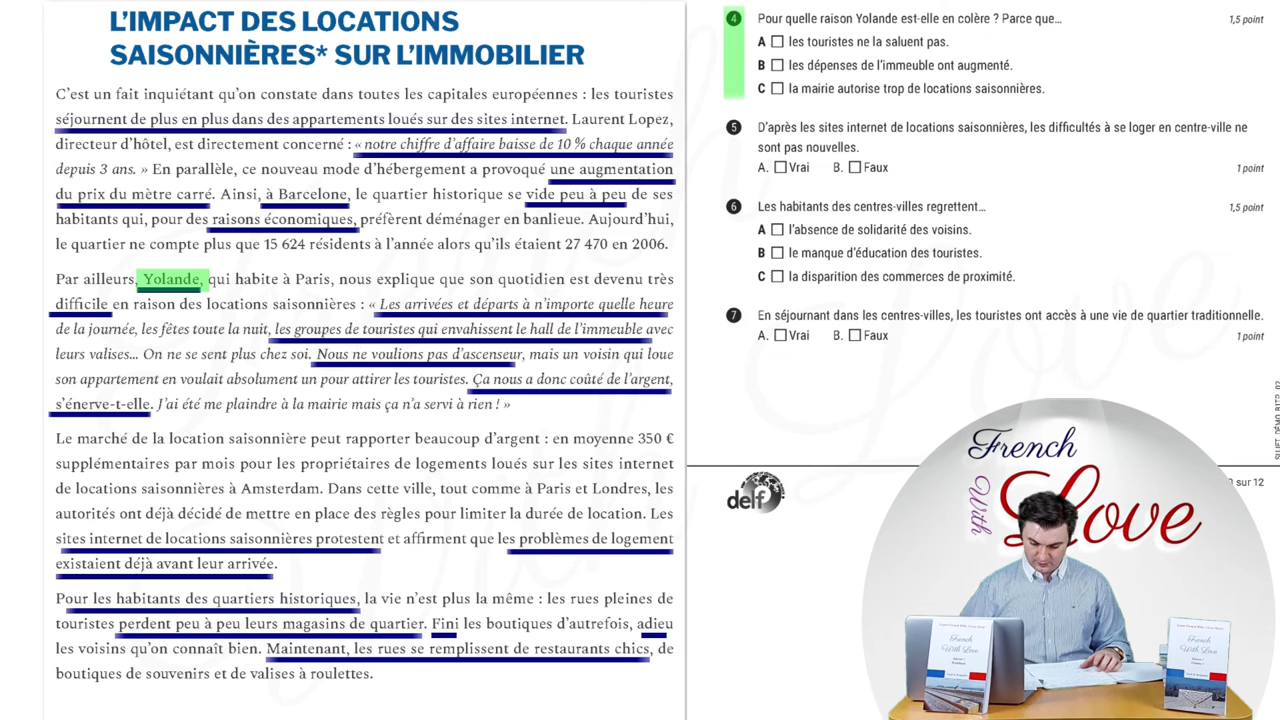 L’IMPACT DES LOCATIONS
SAISONNIÈRES* SUR L’IMMOBILIER
C’est un fait inquiétant qu’on constate dans toutes les capitales européennes : les touristes
séjournent de plus en plus dans des appartements loués sur des sites internet. Laurent Lopez,
directeur d’hôtel, est directement concerné : « notre chiffre d’affaire baisse de 10 % chaque année
depuis 3 ans. » En parallèle, ce nouveau mode d’hébergement a provoqué une augmentation
du prix du mètre carré. Ainsi, à Barcelone, le quartier historique se vide peu à peu de ses
habitants qui, pour des raisons économiques, préfèrent déménager en banlieue. Aujourd’hui,
le quartier ne compte plus que 15 624 résidents à l’année alors qu’ils étaient 27 470 en 2006.
Par ailleurs, Yolande, qui habite à Paris, nous explique que son quotidien est devenu très
difficile en raison des locations saisonnières : « Les arrivées et départs à n’importe quelle heure
de la journée, les fêtes toute la nuit, les groupes de touristes qui envahissent le hall de l’immeuble avec
leurs valises… On ne se sent plus chez soi. Nous ne voulions pas d’ascenseur, mais un voisin qui loue
son appartement en voulait absolument un pour attirer les touristes. Ça nous a donc coûté de l’argent,
s’énerve-t-elle. J’ai été me plaindre à la mairie mais ça n’a servi à rien ! »
Le marché de la location saisonnière peut rapporter beaucoup d’argent : en moyenne 350 €
supplémentaires par mois pour les propriétaires de logements loués sur les sites internet
de locations saisonnières à Amsterdam. Dans cette ville, tout comme à Paris et Londres, les
autorités ont déjà décidé de mettre en place des règles pour limiter la durée de location. Les
sites internet de locations saisonnières protestent et affirment que les problèmes de logement
existaient déjà avant leur arrivée.
Pour les habitants des quartiers historiques, la vie n’est plus la même : les rues pleines de
touristes perdent peu à peu leurs magasins de quartier. Fini les boutiques d’autrefois, adieu
les voisins qu’on connaît bien. Maintenant, les rues se remplissent de restaurants chics, de
boutiques de souvenirs et de valises à roulettes.
4 Pour quelle raison Yolande est-elle en colère ? Parce que… 1,5 point
A les touristes ne la saluent pas.
B les dépenses de l’immeuble ont augmenté.
C la mairie autorise trop de locations saisonnières.
5 D’après les sites internet de locations saisonnières, les difficultés à se loger en centre-ville ne
sont pas nouvelles.
A. Vrai B. Faux 1 point
6 Les habitants des centres-villes regrettent… 1,5 point
A l’absence de solidarité des voisins.
B le manque d’éducation des touristes.
C la disparition des commerces de proximité.
7 En séjournant dans les centres-villes, les touristes ont accès à une vie de quartier traditionnelle.
A. Vrai B. Faux 1 point
delf
sur 12
French
With
Love
French
With Love
French
With Love